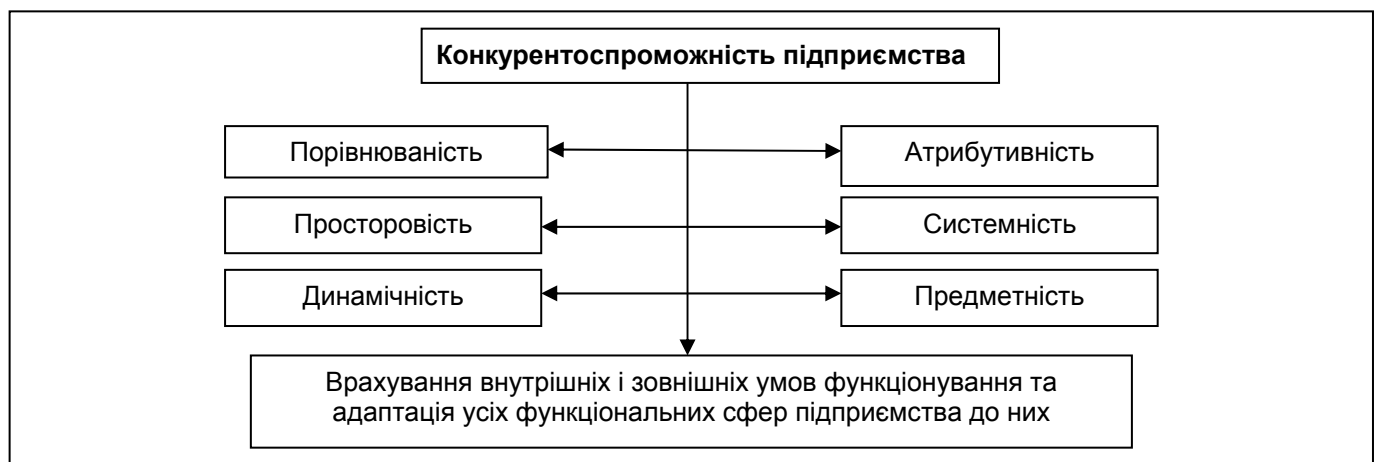 Конкурентоспроможність підприємства
Порівнюваність
Атрибутивність
Просторовість
Системність
Динамічність
Предметність
Врахування внутрішніх і зовнішніх умов функціонування та
адаптація усіх функціональних сфер підприємства до них